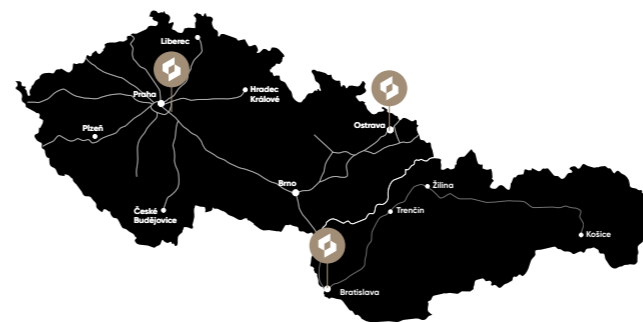 Liberec
Praha
Hradec
Králové
Plzeň
Ostrava
Brno
České
Budějovice
Žilina
Trenčín
Košice
Bratislava